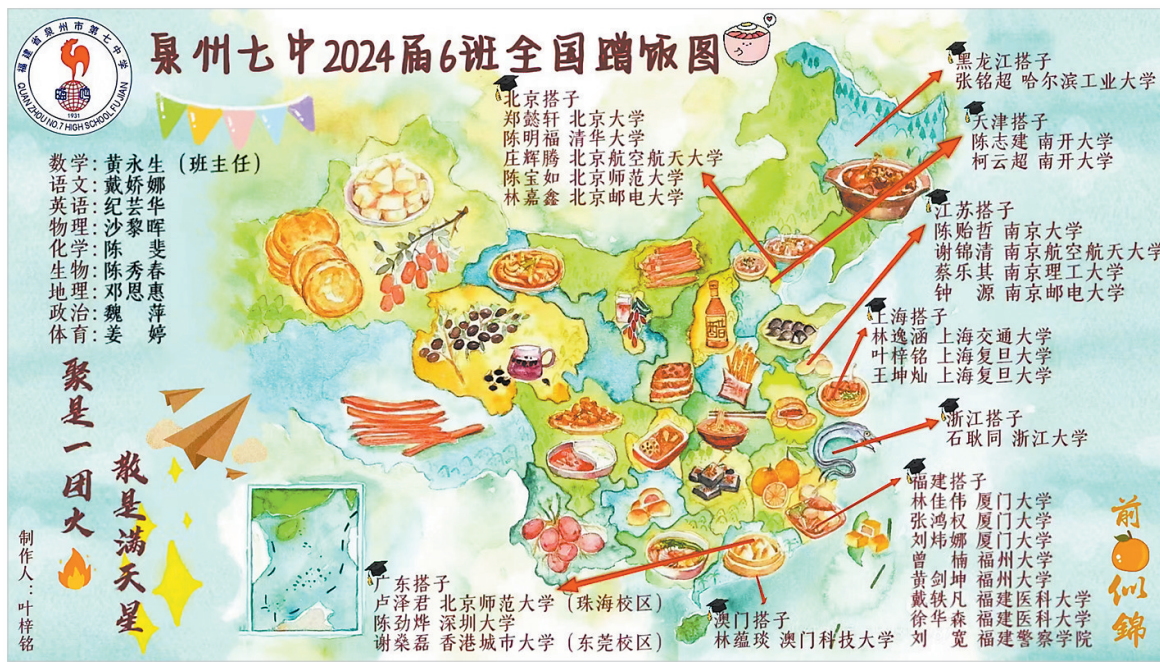 福建省泉州市第七中学
QUANZHOU NO.7 HIGH SCHOOL FUJIAN
1931
泉州七中2024届6班全国蹭饭图
数学：黄永生（班主任）
语文：戴娇娜
英语：纪芸华
物理：沙黎晖
化学：陈 斐
生物：陈秀春
地理：邓恩惠
政治：魏 萍
体育：姜 婷
聚是一团火
散是满天星
制作人：叶梓铭
北京搭子
郑懿轩 北京大学
陈明福 清华大学
庄辉腾 北京航空航天大学
陈宝如 北京师范大学
林嘉鑫 北京邮电大学
黑龙江搭子
张铭超 哈尔滨工业大学
天津搭子
陈志建 南开大学
柯云超 南开大学
江苏搭子
陈贻哲 南京大学
谢锦清 南京航空航天大学
蔡乐其 南京理工大学
钟 源 南京邮电大学
上海搭子
林逸涵 上海交通大学
叶梓铭 上海复旦大学
王坤灿 上海复旦大学
浙江搭子
石耿同 浙江大学
福建搭子
林佳伟 厦门大学
张鸿权 厦门大学
刘炜娜 厦门大学
曾 楠 福州大学
黄剑坤 福州大学
戴轶凡 福建医科大学
徐华森 福建医科大学
刘 宽 福建警察学院
广东搭子
卢泽君 北京师范大学（珠海校区）
陈劲烨 深圳大学
谢燊磊 香港城市大学（东莞校区）
澳门搭子
林蕴琰 澳门科技大学
前
似錦